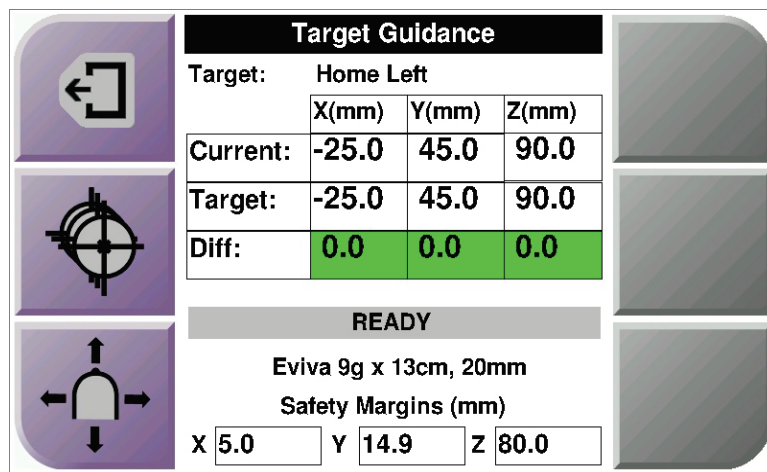 Target Guidance
Target: Home Left
X(mm) Y(mm) Z(mm)
Current: -25.0 45.0 90.0
Target: -25.0 45.0 90.0
Diff: 0.0 0.0 0.0
READY
Eviva 9g x 13cm, 20mm
Safety Margins (mm)
X 5.0 Y 14.9 Z 80.0